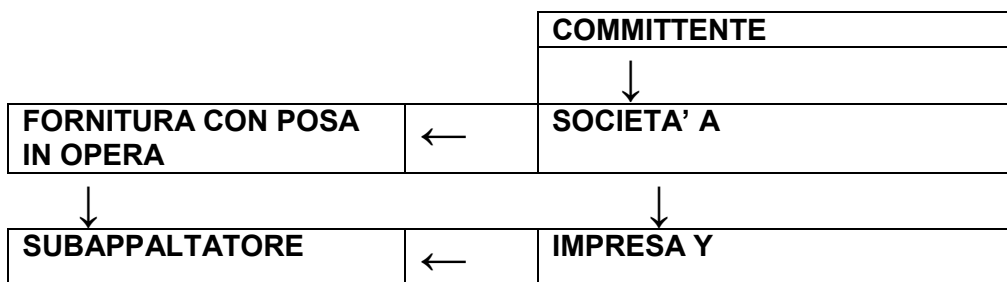 COMMITTENTE
↓
FORNITURA CON POSA
IN OPERA
←
SOCIETA’ A
↓
↓
SUBAPPALTATORE
←
IMPRESA Y